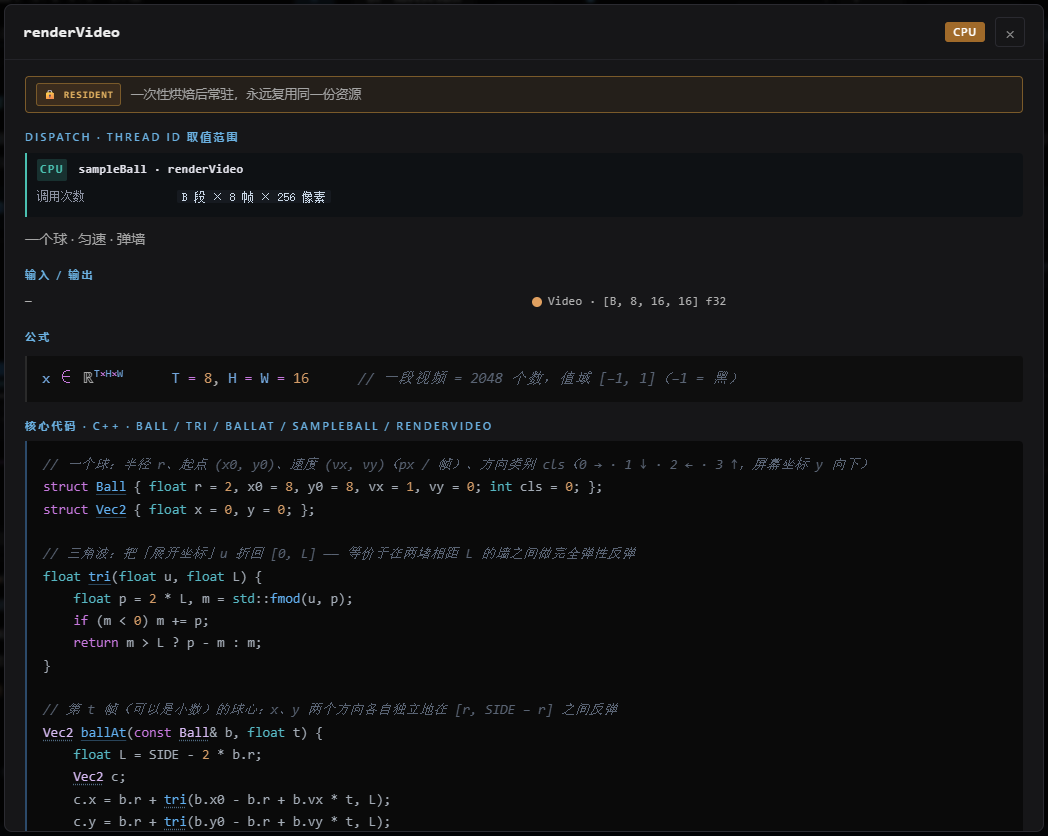 renderVideo
CPU
×
RESIDENT 一次性烘焙后常驻，永远复用同一份资源
DISPATCH · THREAD ID 取值范围
CPU sampleBall · renderVideo
调用次数 B 段 × 8 帧 × 256 像素
一个球 · 匀速 · 弹墙
输入 / 输出
— Video · [B, 8, 16, 16] f32
公式
x ∈ ℝᵀ×ᴴ×ᵂ T = 8, H = W = 16 // 一段视频 = 2048 个数，值域 [−1, 1]（−1 = 黑）
核心代码 · C++ · BALL / TRI / BALLAT / SAMPLEBALL / RENDERVIDEO
// 一个球：半径 r、起点 (x0, y0)、速度 (vx, vy)（px / 帧）、方向类别 cls（0 → · 1 ↓ · 2 ← · 3 ↑，屏幕坐标 y 向下）
struct Ball { float r = 2, x0 = 8, y0 = 8, vx = 1, vy = 0; int cls = 0; };
struct Vec2 { float x = 0, y = 0; };
// 三角波：把「展开坐标」u 折回 [0, L] —— 等价于在两堵相距 L 的墙之间做完全弹性反弹
float tri(float u, float L) {
float p = 2 * L, m = std::fmod(u, p);
if (m < 0) m += p;
return m > L ? p - m : m;
}
// 第 t 帧（可以是小数）的球心：x、y 两个方向各自独立地在 [r, SIDE − r] 之间反弹
Vec2 ballAt(const Ball& b, float t) {
float L = SIDE - 2 * b.r;
Vec2 c;
c.x = b.r + tri(b.x0 - b.r + b.vx * t, L);
c.y = b.r + tri(b.y0 - b.r + b.vy * t, L);